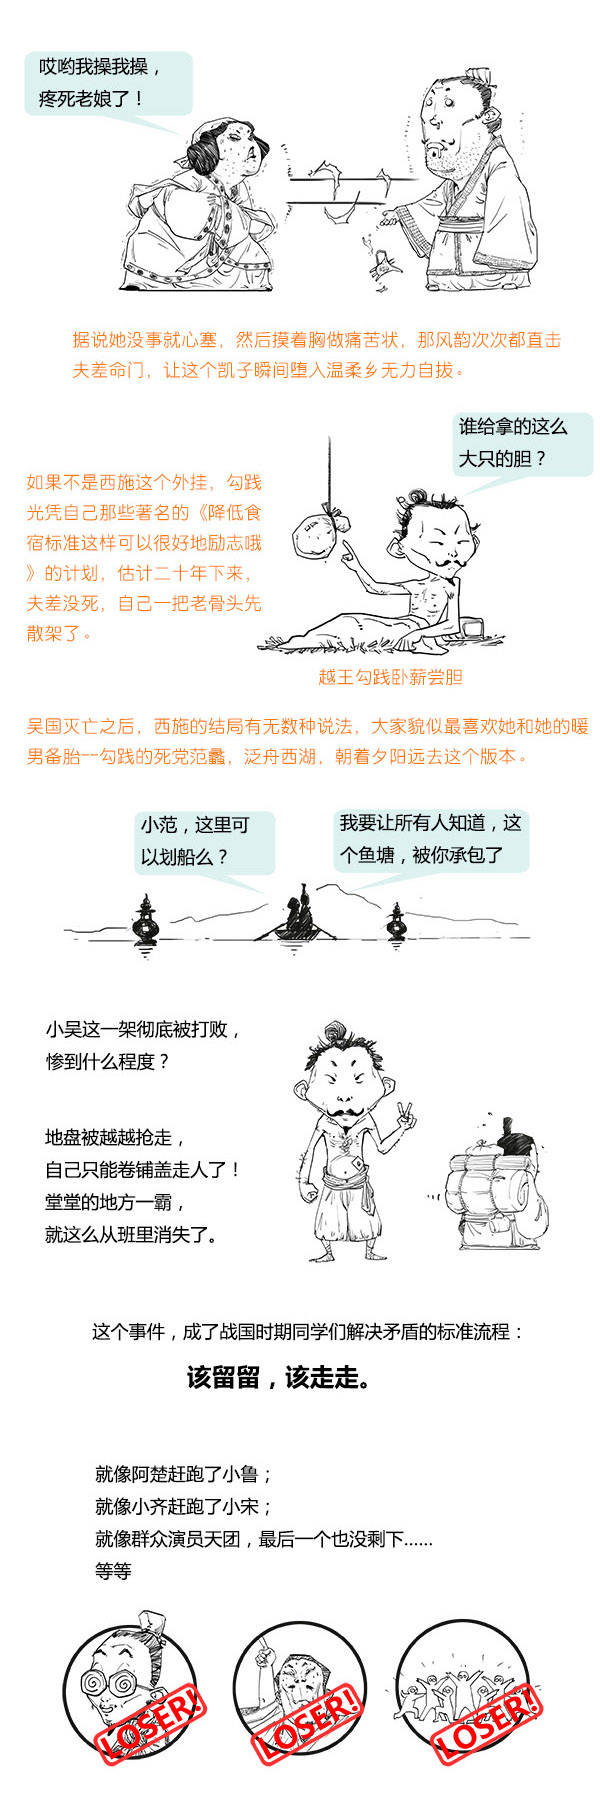 哎哟我操我操，
疼死老娘了！
据说她没事就心塞，然后摸着胸做痛苦状，那风韵次次都直击
夫差命门，让这个凯子瞬间堕入温柔乡无力自拔。
谁给拿的这么
大只的胆？
如果不是西施这个外挂，勾践
光凭自己那些著名的《降低食
宿标准这样可以很好地励志哦
》的计划，估计二十年下来，
夫差没死，自己一把老骨头先
散架了。
越王勾践卧薪尝胆
吴国灭亡之后，西施的结局有无数种说法，大家貌似最喜欢她和她的暖
男备胎--勾践的死党范蠡，泛舟西湖，朝着夕阳远去这个版本。
小范，这里可
以划船么？
我要让所有人知道，这
个鱼塘，被你承包了
小吴这一架彻底被打败，
惨到什么程度？
地盘被越越抢走，
自己只能卷铺盖走人了！
堂堂的地方一霸，
就这么从班里消失了。
这个事件，成了战国时期同学们解决矛盾的标准流程：
该留留，该走走。
就像阿楚赶跑了小鲁；
就像小齐赶跑了小宋；
就像群众演员天团，最后一个也没剩下……
等等
LOSER!
LOSER!
LOSER!